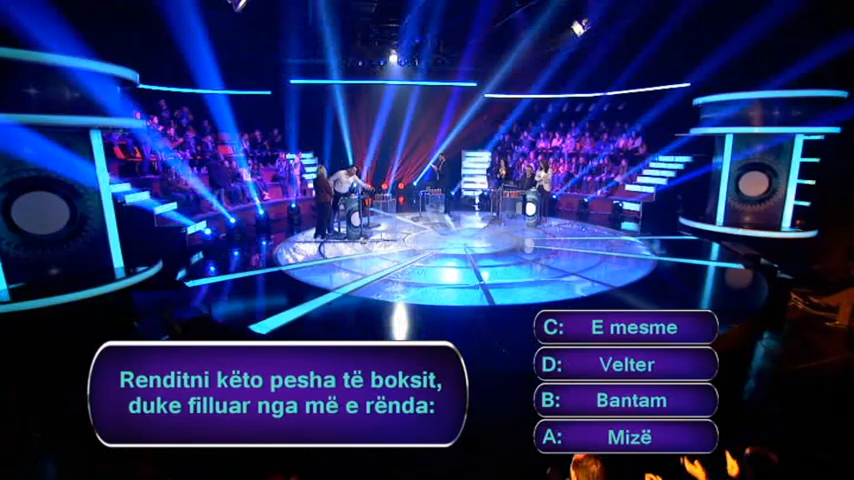 Renditni këto pesha të boksit,
duke filluar nga më e rënda:
C: E mesme
D: Velter
B: Bantam
A: Mizë